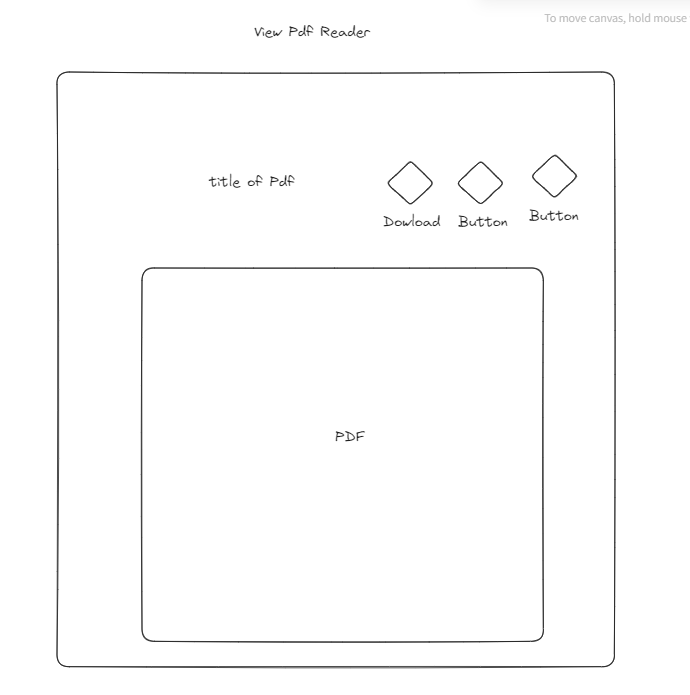 To move canvas, hold mouse
View Pdf Reader
title of Pdf
Dowload
Button
Button
PDF